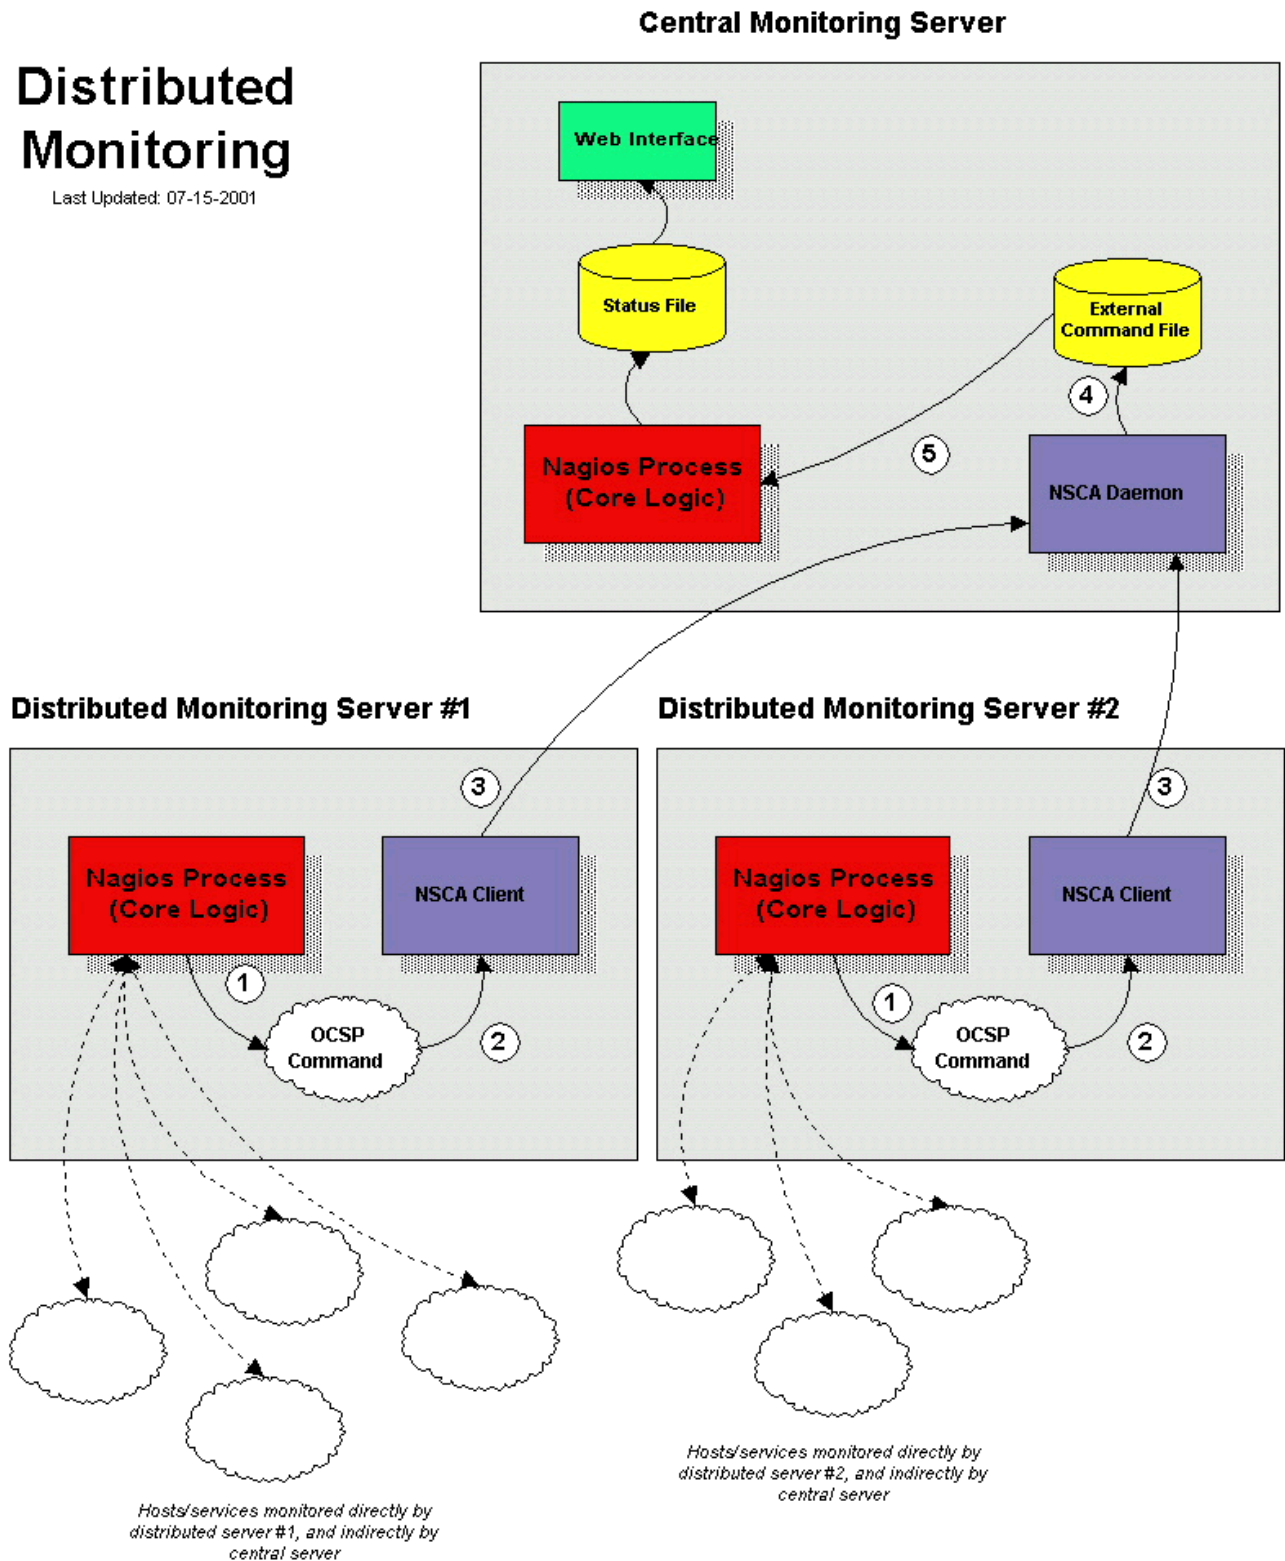 Central Monitoring Server
Distributed
Monitoring
Last Updated: 07-15-2001
Web Interface
Status File
External
Command File
4
5
Nagios Process
(Core Logic)
NSCA Daemon
Distributed Monitoring Server #1
Distributed Monitoring Server #2
3
3
Nagios Process
(Core Logic)
NSCA Client
Nagios Process
(Core Logic)
NSCA Client
1
OCSP
Command
2
1
OCSP
Command
2
Hosts/services monitored directly by
distributed server #2, and indirectly by
central server
Hosts/services monitored directly by
distributed server #1, and indirectly by
central server